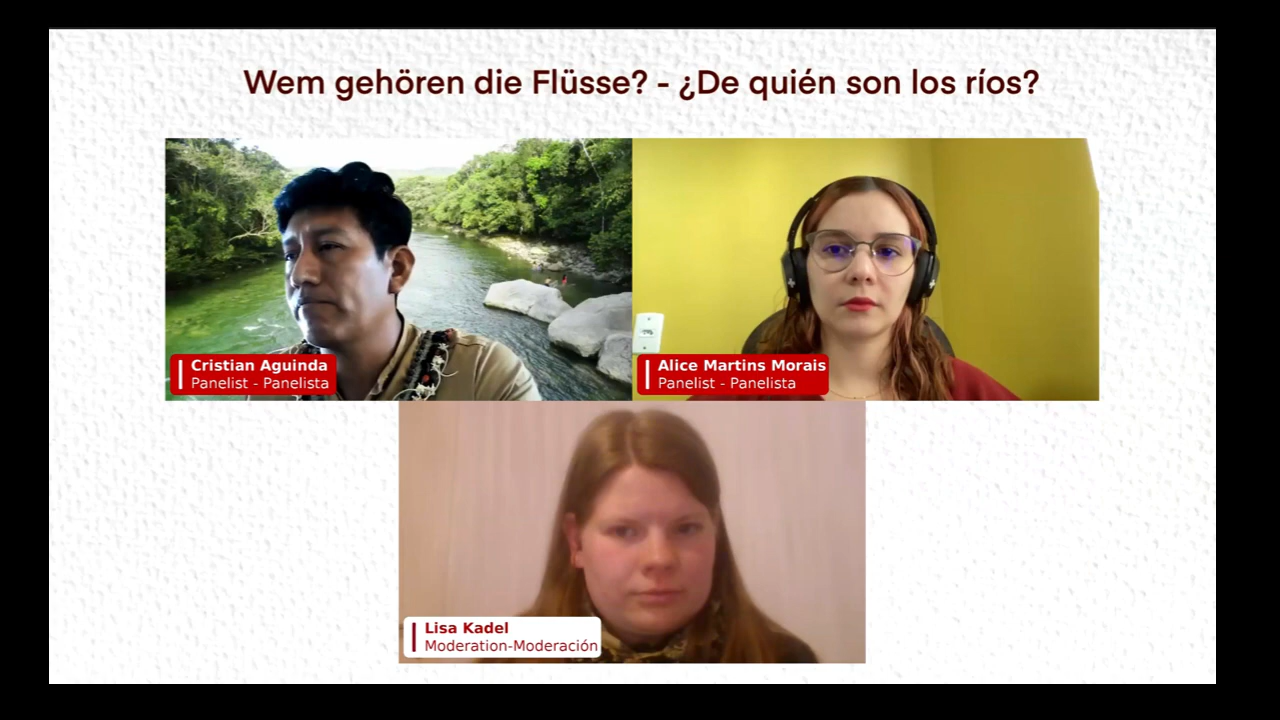 Wem gehören die Flüsse? - ¿De quién son los ríos?
Cristian Aguinda
Panelist - Panelista
Alice Martins Morais
Panelist - Panelista
Lisa Kadel
Moderation-Moderación